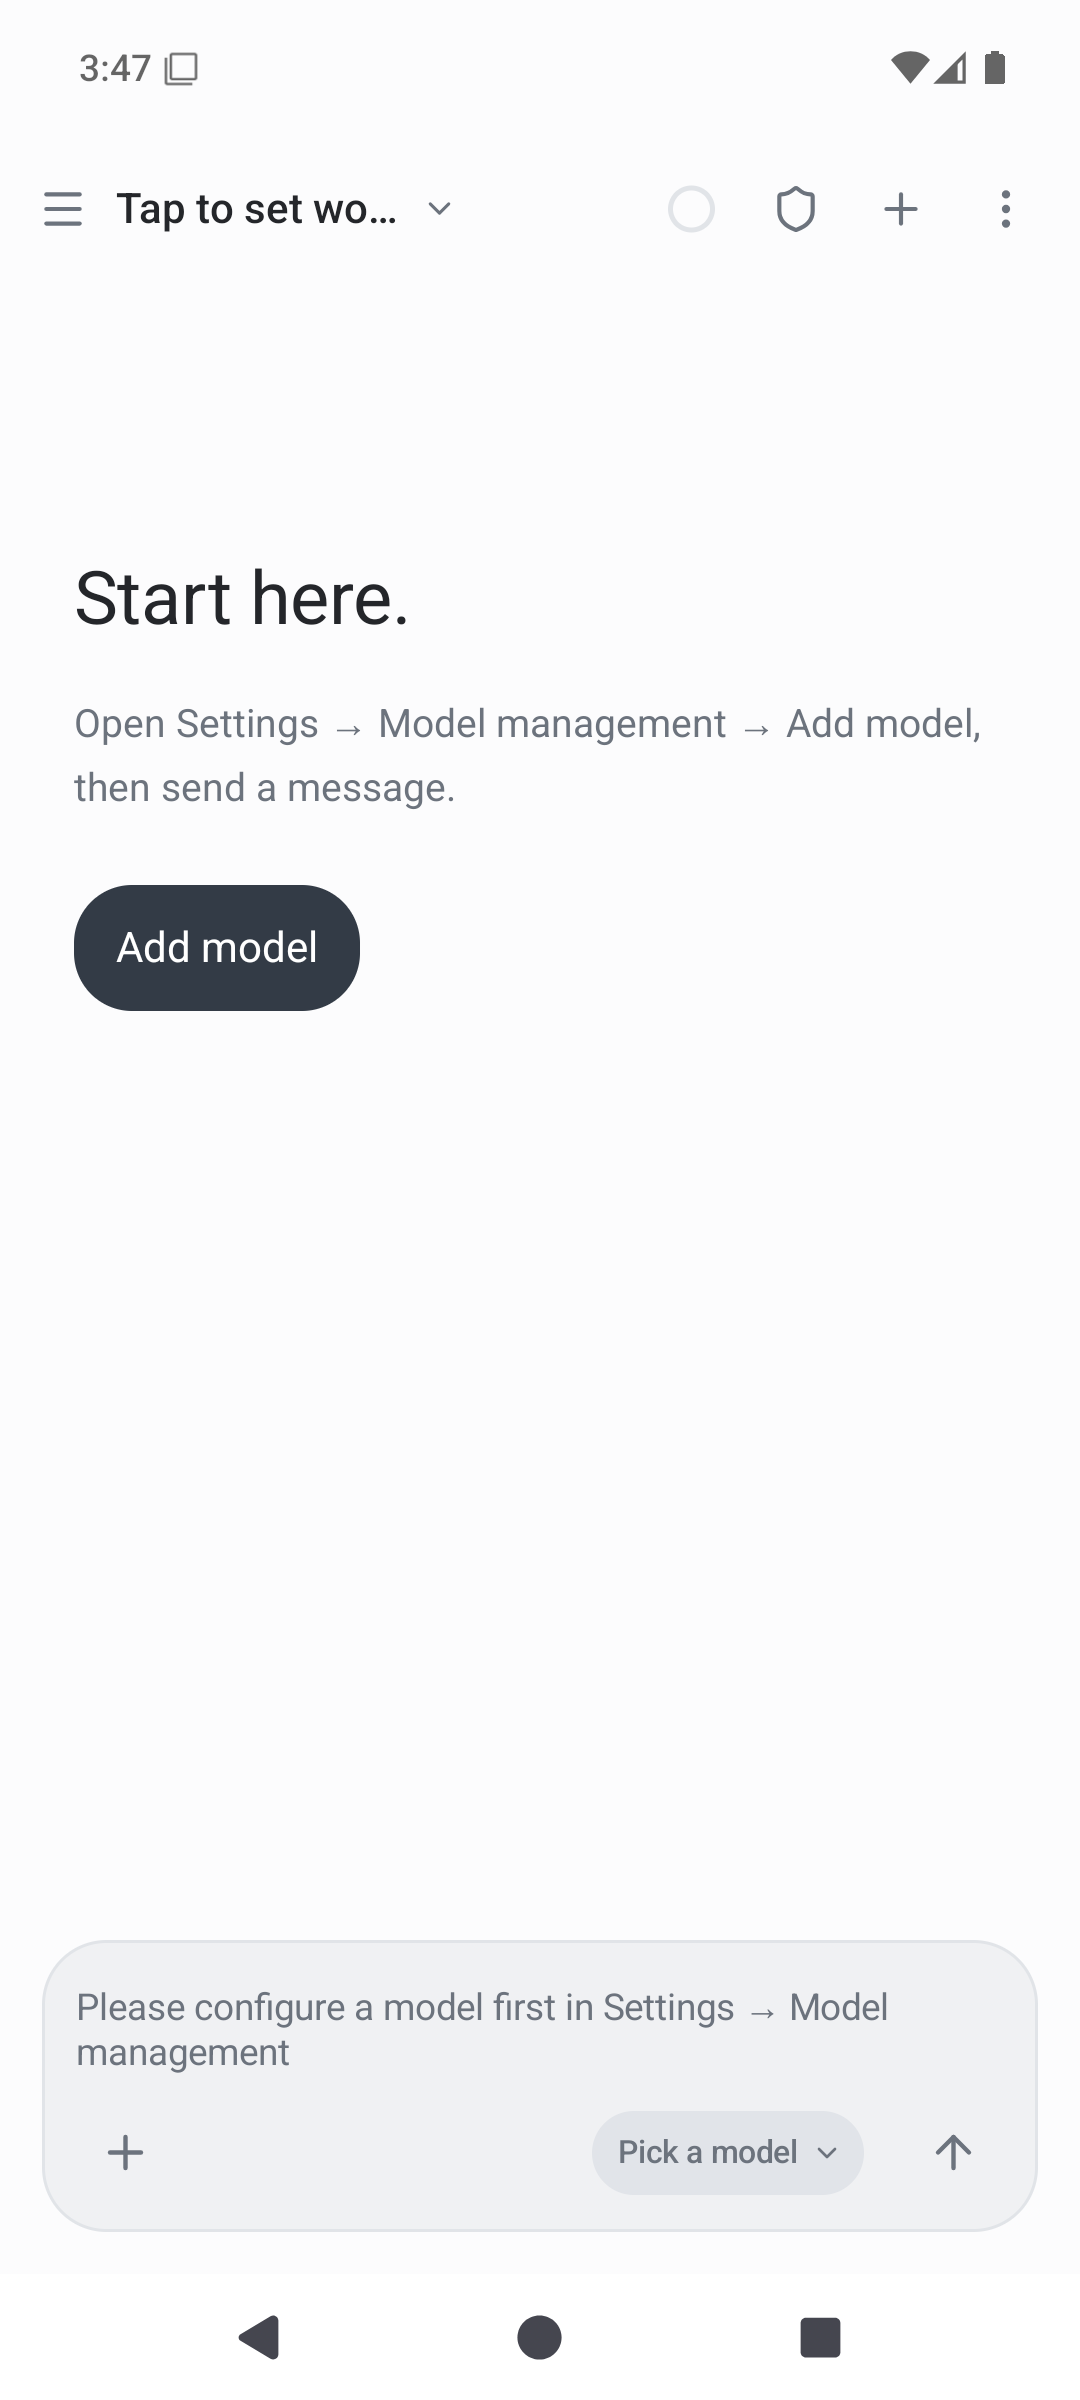 3:47
Tap to set wo...
Start here.
Open Settings → Model management → Add model,
then send a message.
Add model
Please configure a model first in Settings → Model
management
Pick a model